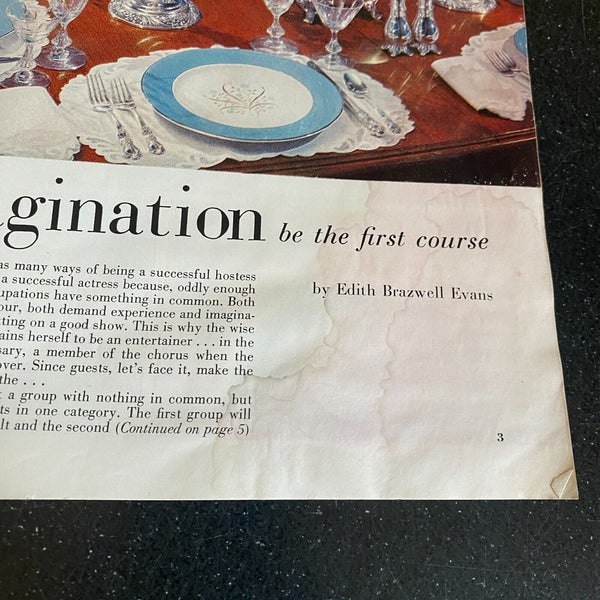 gination be the first course
by Edith Brazwell Evans
as many ways of being a successful hostess
a successful actress because, oddly enough
upations have something in common. Both
our, both demand experience and imagina-
tting on a good show. This is why the wise
ains herself to be an entertainer . . . in the
sary, a member of the chorus when the
over. Since guests, let's face it, make the
the . . .
a group with nothing in common, but
ts in one category. The first group will
lt and the second (Continued on page 5)
3